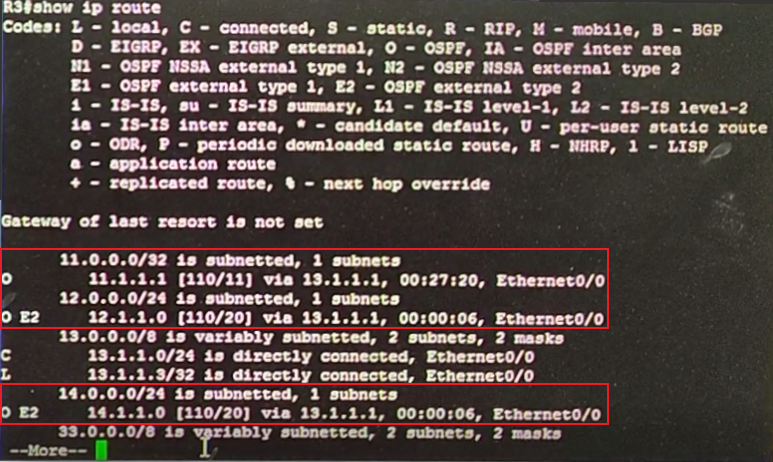 R3#show ip route
Codes: L - local, C - connected, S - static, R - RIP, M - mobile, B - BGP
D - EIGRP, EX - EIGRP external, O - OSPF, IA - OSPF inter area
N1 - OSPF NSSA external type 1, N2 - OSPF NSSA external type 2
E1 - OSPF external type 1, E2 - OSPF external type 2
i - IS-IS, su - IS-IS summary, L1 - IS-IS level-1, L2 - IS-IS level-2
ia - IS-IS inter area, * - candidate default, U - per-user static route
o - ODR, P - periodic downloaded static route, H - NHRP, l - LISP
a - application route
+ - replicated route, % - next hop override
Gateway of last resort is not set
11.0.0.0/32 is subnetted, 1 subnets
O 11.1.1.1 [110/11] via 13.1.1.1, 00:27:20, Ethernet0/0
12.0.0.0/24 is subnetted, 1 subnets
O E2 12.1.1.0 [110/20] via 13.1.1.1, 00:00:06, Ethernet0/0
13.0.0.0/8 is variably subnetted, 2 subnets, 2 masks
C 13.1.1.0/24 is directly connected, Ethernet0/0
L 13.1.1.3/32 is directly connected, Ethernet0/0
14.0.0.0/24 is subnetted, 1 subnets
O E2 14.1.1.0 [110/20] via 13.1.1.1, 00:00:06, Ethernet0/0
33.0.0.0/8 is variably subnetted, 2 subnets, 2 masks
--More--